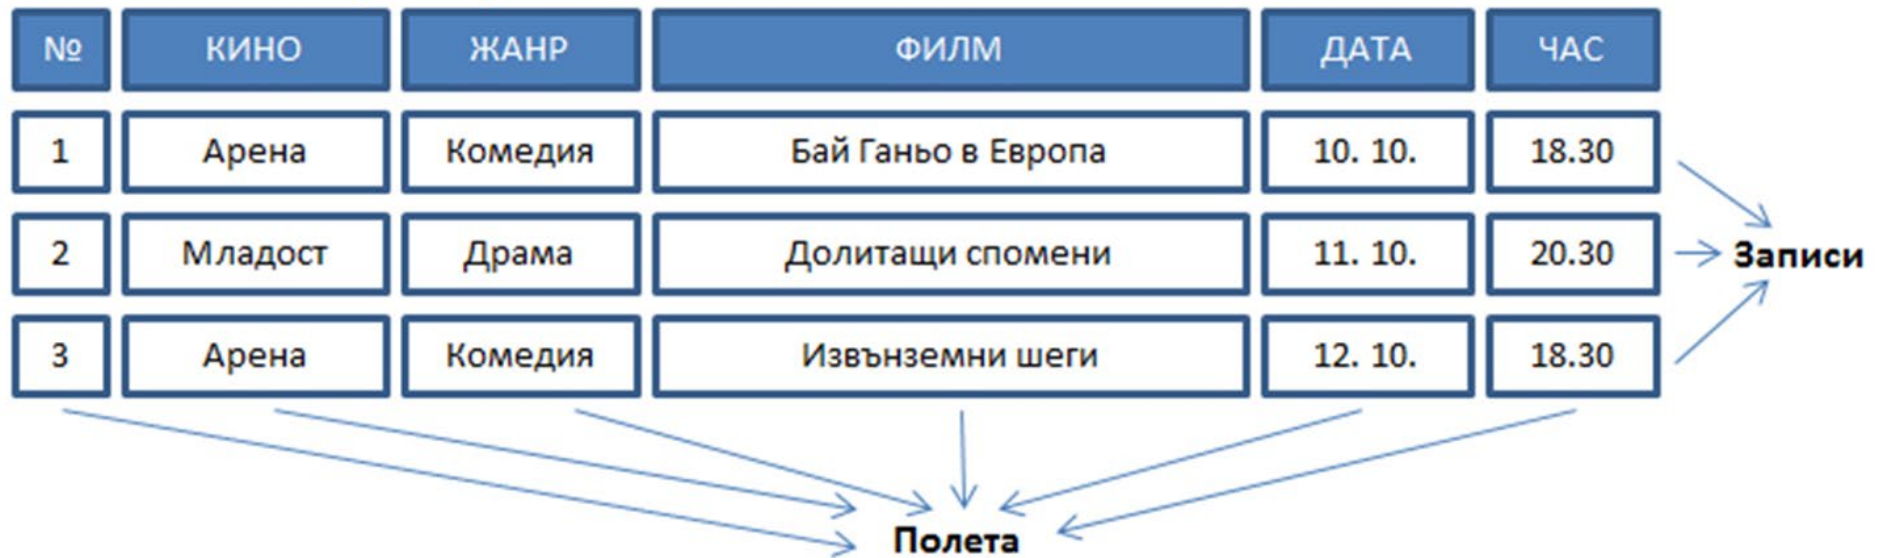 № КИНО ЖАНР ФИЛМ ДАТА ЧАС
1 Арена Комедия Бай Ганьо в Европа 10. 10. 18.30
2 Младост Драма Долитащи спомени 11. 10. 20.30
Записи
3 Арена Комедия Извънземни шеги 12. 10. 18.30
Полета